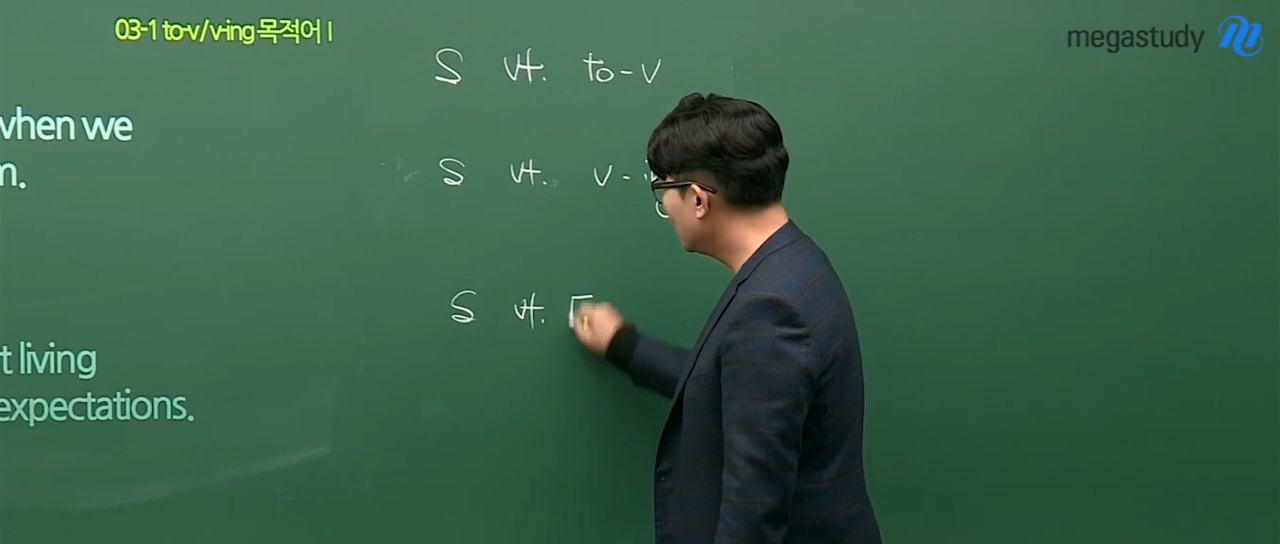 03-1 to-v/v-ing 목적어 I
megastudy
S vt. to-v
when we
m.
S vt. v-i
S vt.
t living
expectations.